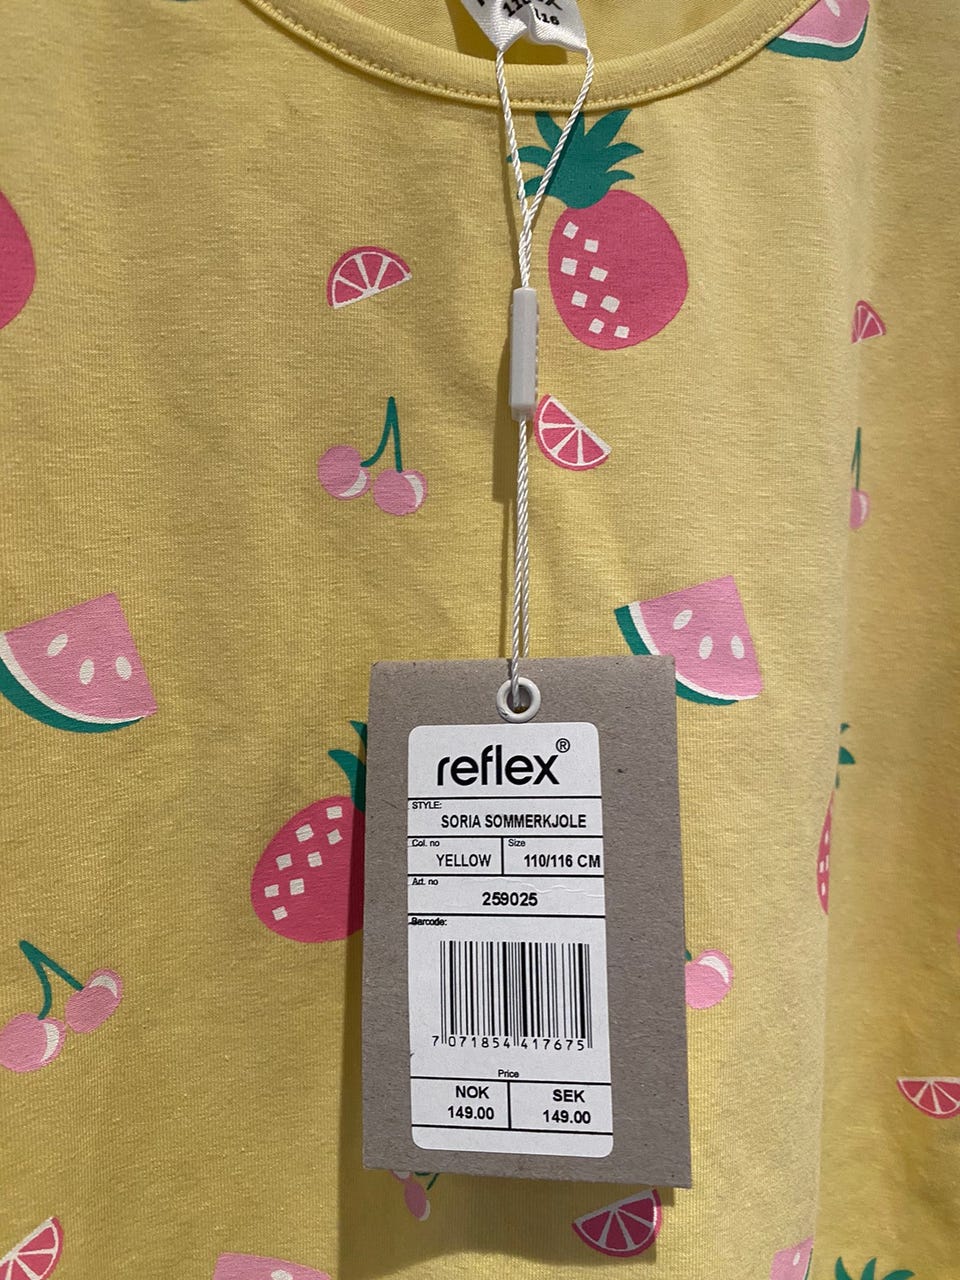 reflex®
STYLE:
SORIA SOMMERKJOLE
Col. no Size
YELLOW 110/116 CM
Art. no
259025
Barcode:
7 071854 417675
Price
NOK SEK
149.00 149.00